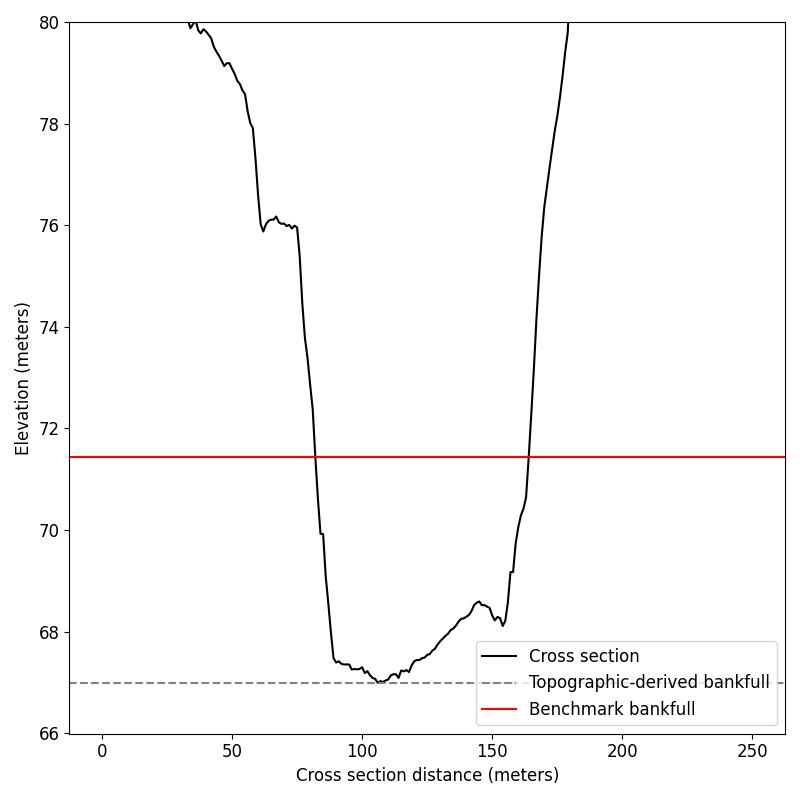 80
78
76
74
72
70
68
66
Elevation (meters)
Cross section
Topographic-derived bankfull
Benchmark bankfull
0 50 100 150 200 250
Cross section distance (meters)